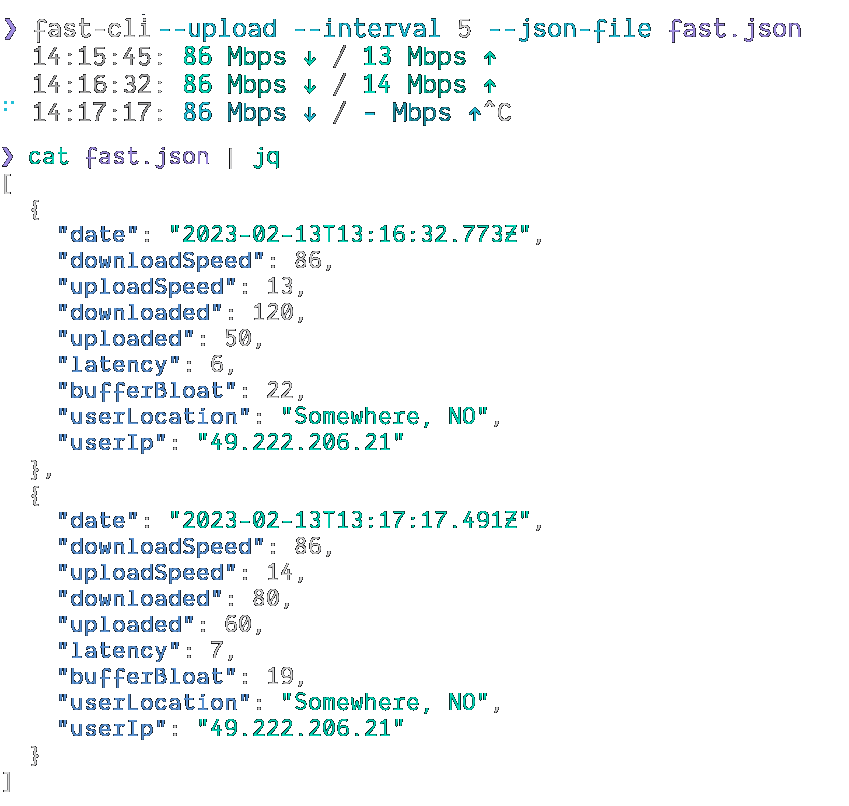 ❯ fast-cli --upload --interval 5 --json-file fast.json
14:15:45: 86 Mbps ↓ / 13 Mbps ↑
14:16:32: 86 Mbps ↓ / 14 Mbps ↑
⠛ 14:17:17: 86 Mbps ↓ / - Mbps ↑^C
❯ cat fast.json | jq
[
  {
    "date": "2023-02-13T13:16:32.773Z",
    "downloadSpeed": 86,
    "uploadSpeed": 13,
    "downloaded": 120,
    "uploaded": 50,
    "latency": 6,
    "bufferBloat": 22,
    "userLocation": "Somewhere, NO",
    "userIp": "49.222.206.21"
  },
  {
    "date": "2023-02-13T13:17:17.491Z",
    "downloadSpeed": 86,
    "uploadSpeed": 14,
    "downloaded": 80,
    "uploaded": 60,
    "latency": 7,
    "bufferBloat": 19,
    "userLocation": "Somewhere, NO",
    "userIp": "49.222.206.21"
  }
]